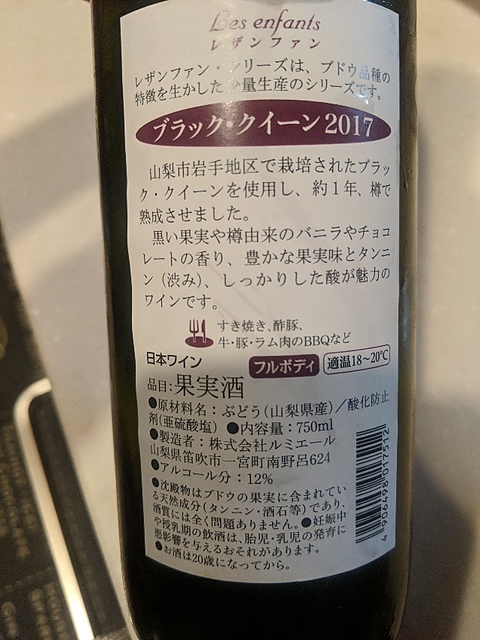 Les enfants
レザンファン
レザンファン・シリーズは、ブドウ品種の
特徴を生かした少量生産のシリーズです。
ブラック・クイーン2017
山梨市岩手地区で栽培されたブラッ
ク・クイーンを使用し、約1年、樽で
熟成させました。
黒い果実や樽由来のバニラやチョコ
レートの香り、豊かな果実味とタンニ
ン（渋み）、しっかりした酸が魅力の
ワインです。
すき焼き、酢豚、
牛・豚・ラム肉のBBQなど
日本ワイン
フルボディ 適温18～20℃
品目：果実酒
●原材料名：ぶどう（山梨県産）／酸化防止
剤（亜硫酸塩）●内容量：750ml
●製造者：株式会社ルミエール
山梨県笛吹市一宮町南野呂624
●アルコール分：12%
●沈殿物はブドウの果実に含まれてい
る天然成分（タンニン・酒石等）であり、
酒質には全く問題ありません。●妊娠中
や授乳期の飲酒は、胎児・乳児の発育に
悪影響を与えるおそれがあります。
●お酒は20歳になってから。
4 906498 017512